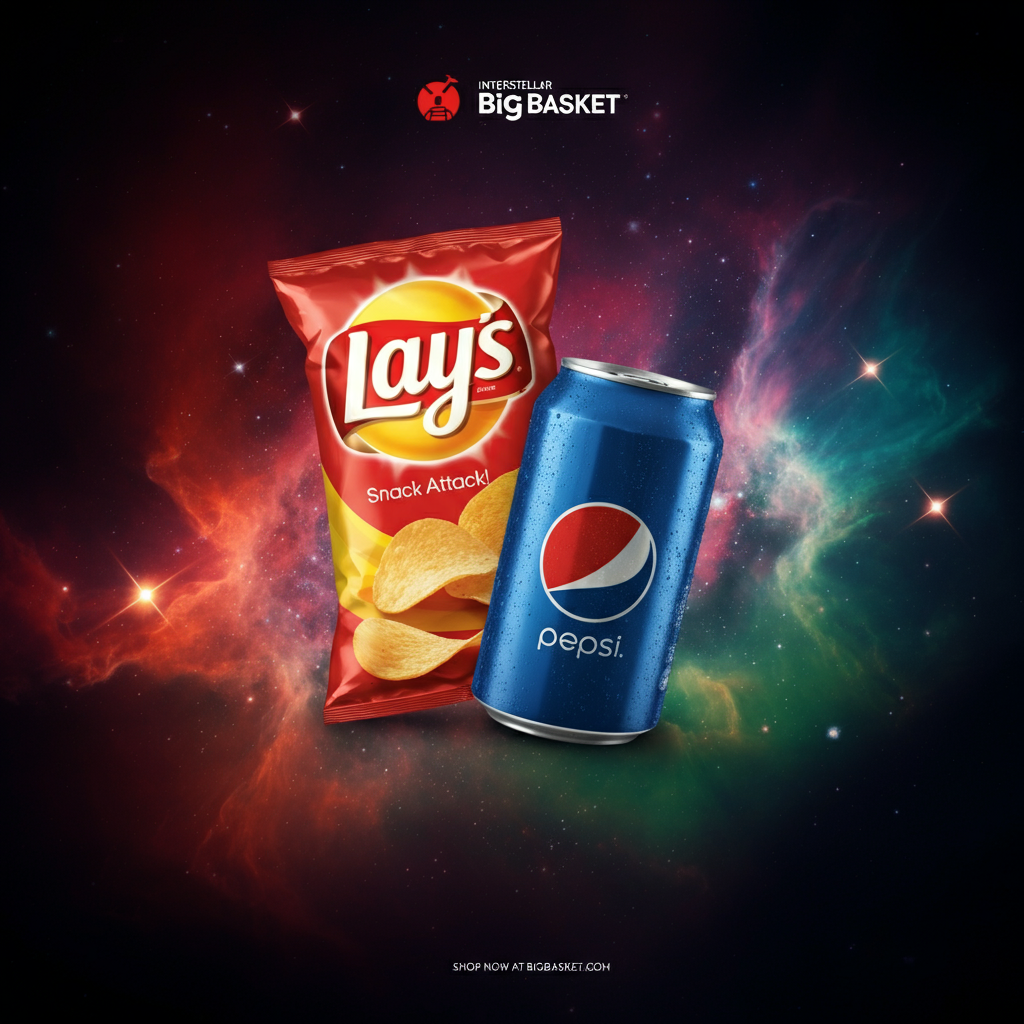 INTERSTELLAR
Big BASKET
Lay's
Snack Attack!
pepsi.
SHOP NOW AT BIGBASKET.COM